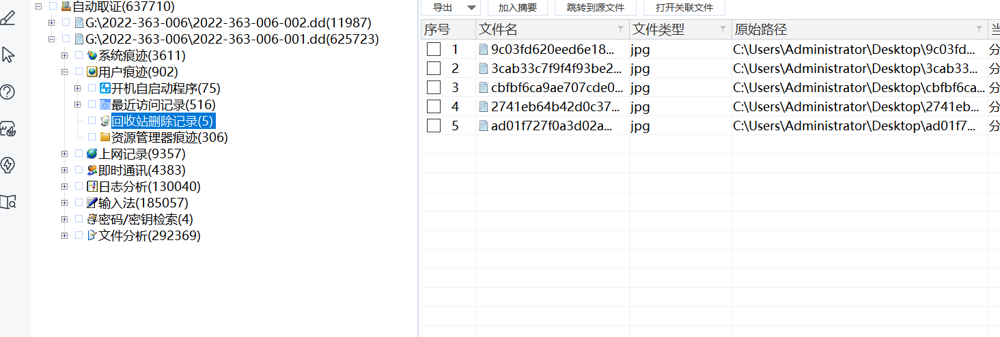 自动取证(637710)
G:\2022-363-006\2022-363-006-002.dd(11987)
G:\2022-363-006\2022-363-006-001.dd(625723)
系统痕迹(3611)
用户痕迹(902)
开机自启动程序(75)
最近访问记录(516)
回收站删除记录(5)
资源管理器痕迹(306)
上网记录(9357)
即时通讯(4383)
日志分析(130040)
输入法(185057)
密码/密钥检索(4)
文件分析(292369)
导出 加入摘要 跳转到源文件 打开关联文件
序号 文件名 文件类型 原始路径 当
1 9c03fd620eed6e18... jpg C:\Users\Administrator\Desktop\9c03fd... 分
2 3cab33c7f9f4f93be2... jpg C:\Users\Administrator\Desktop\3cab33... 分
3 cbfbf6ca9ae707cde0... jpg C:\Users\Administrator\Desktop\cbfbf6ca... 分
4 2741eb64b42d0c37... jpg C:\Users\Administrator\Desktop\2741eb... 分
5 ad01f727f0a3d02a... jpg C:\Users\Administrator\Desktop\ad01f7... 分